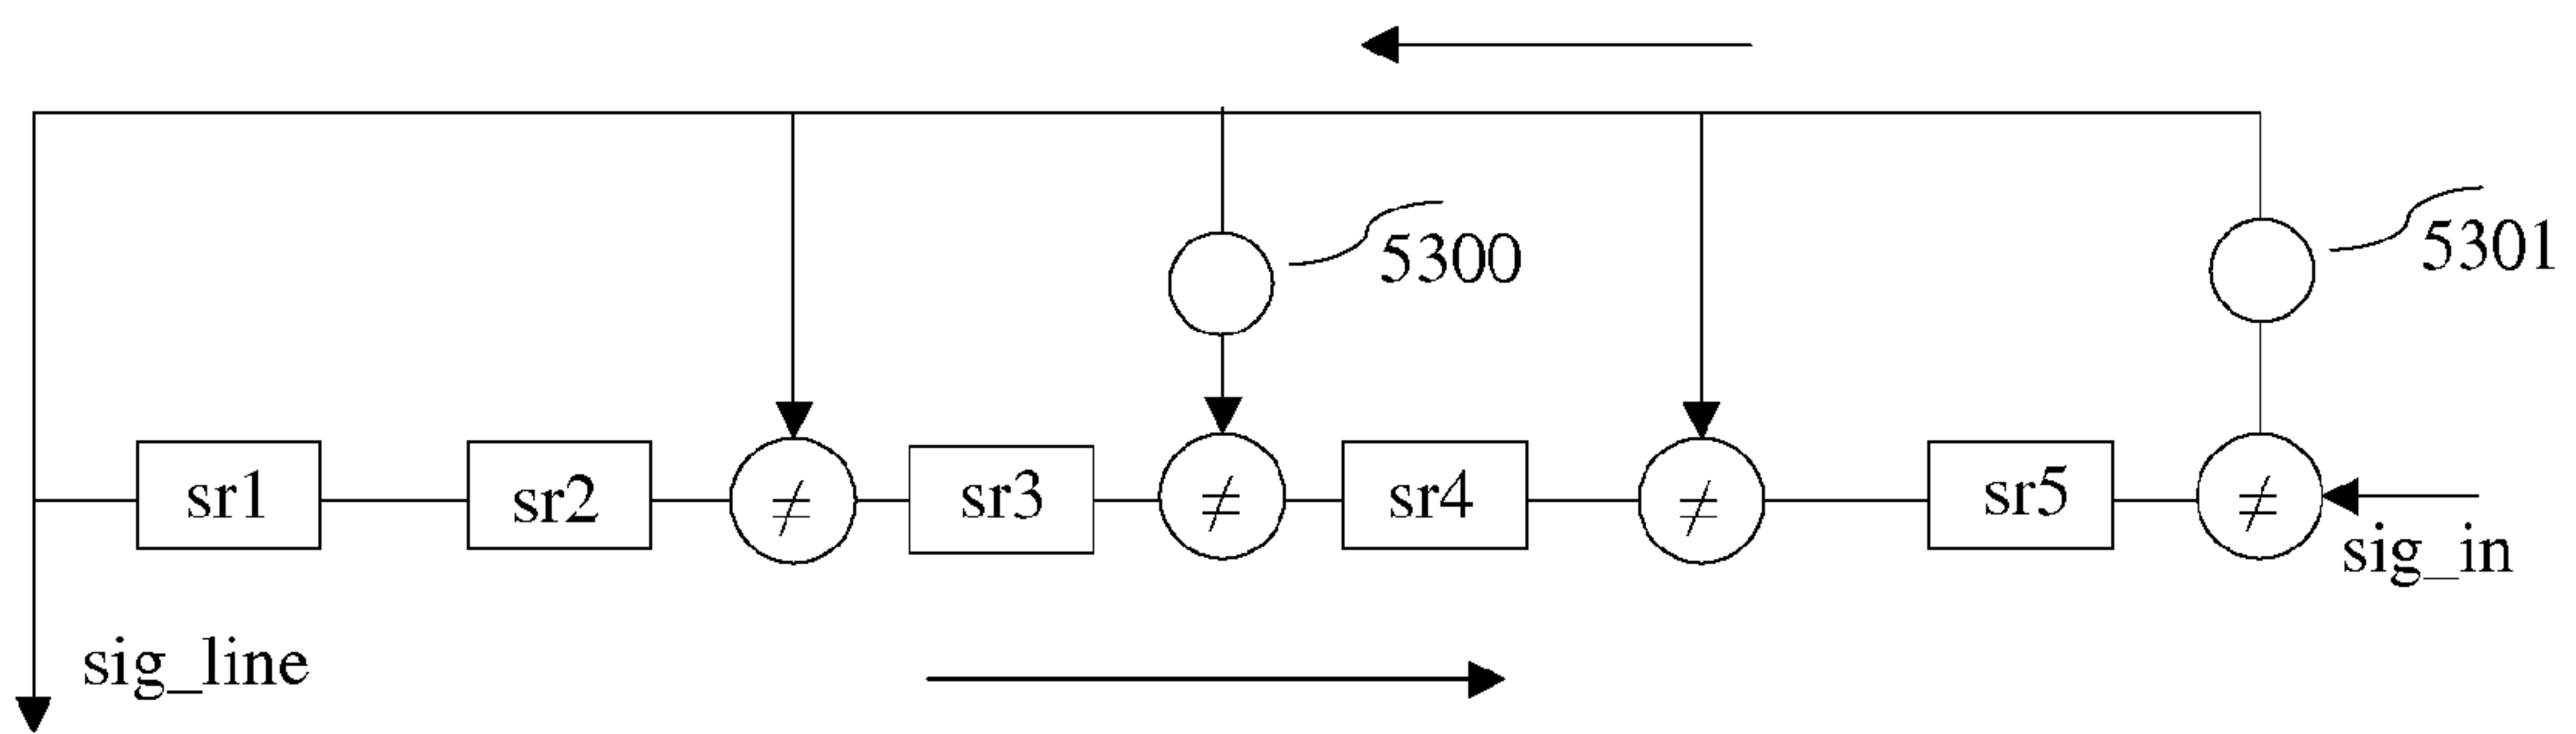 5300
5301
sr1
sr2
≠
sr3
≠
sr4
≠
sr5
≠
sig_in
sig_line